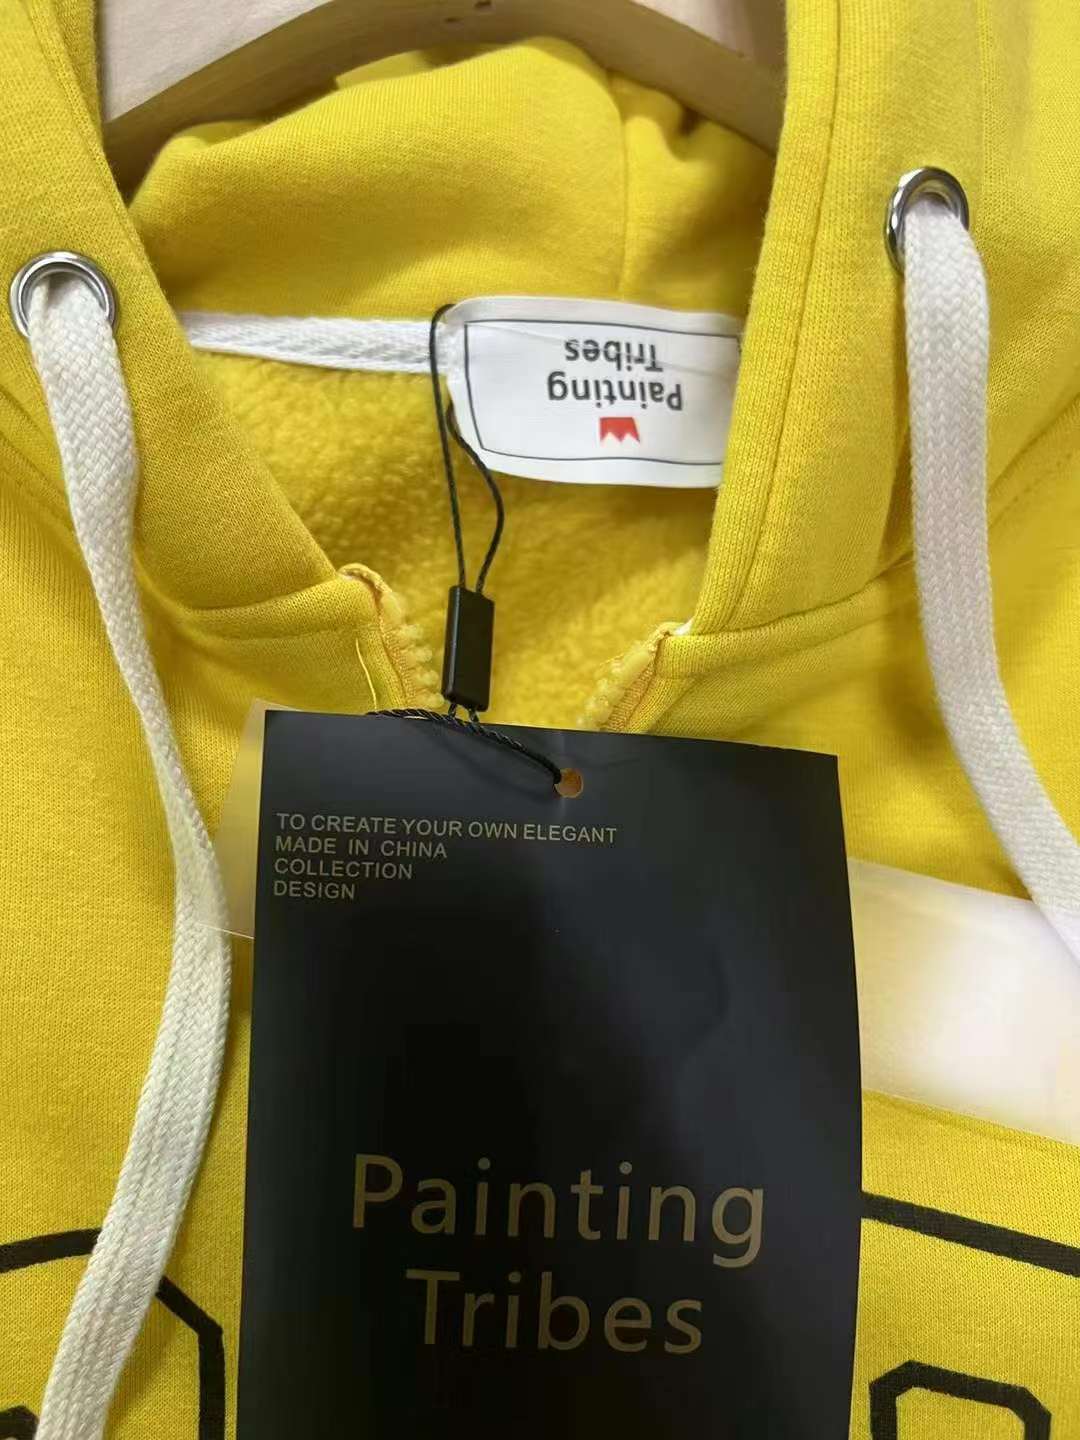 Painting
Tribes
TO CREATE YOUR OWN ELEGANT
MADE IN CHINA
COLLECTION
DESIGN
Painting
Tribes